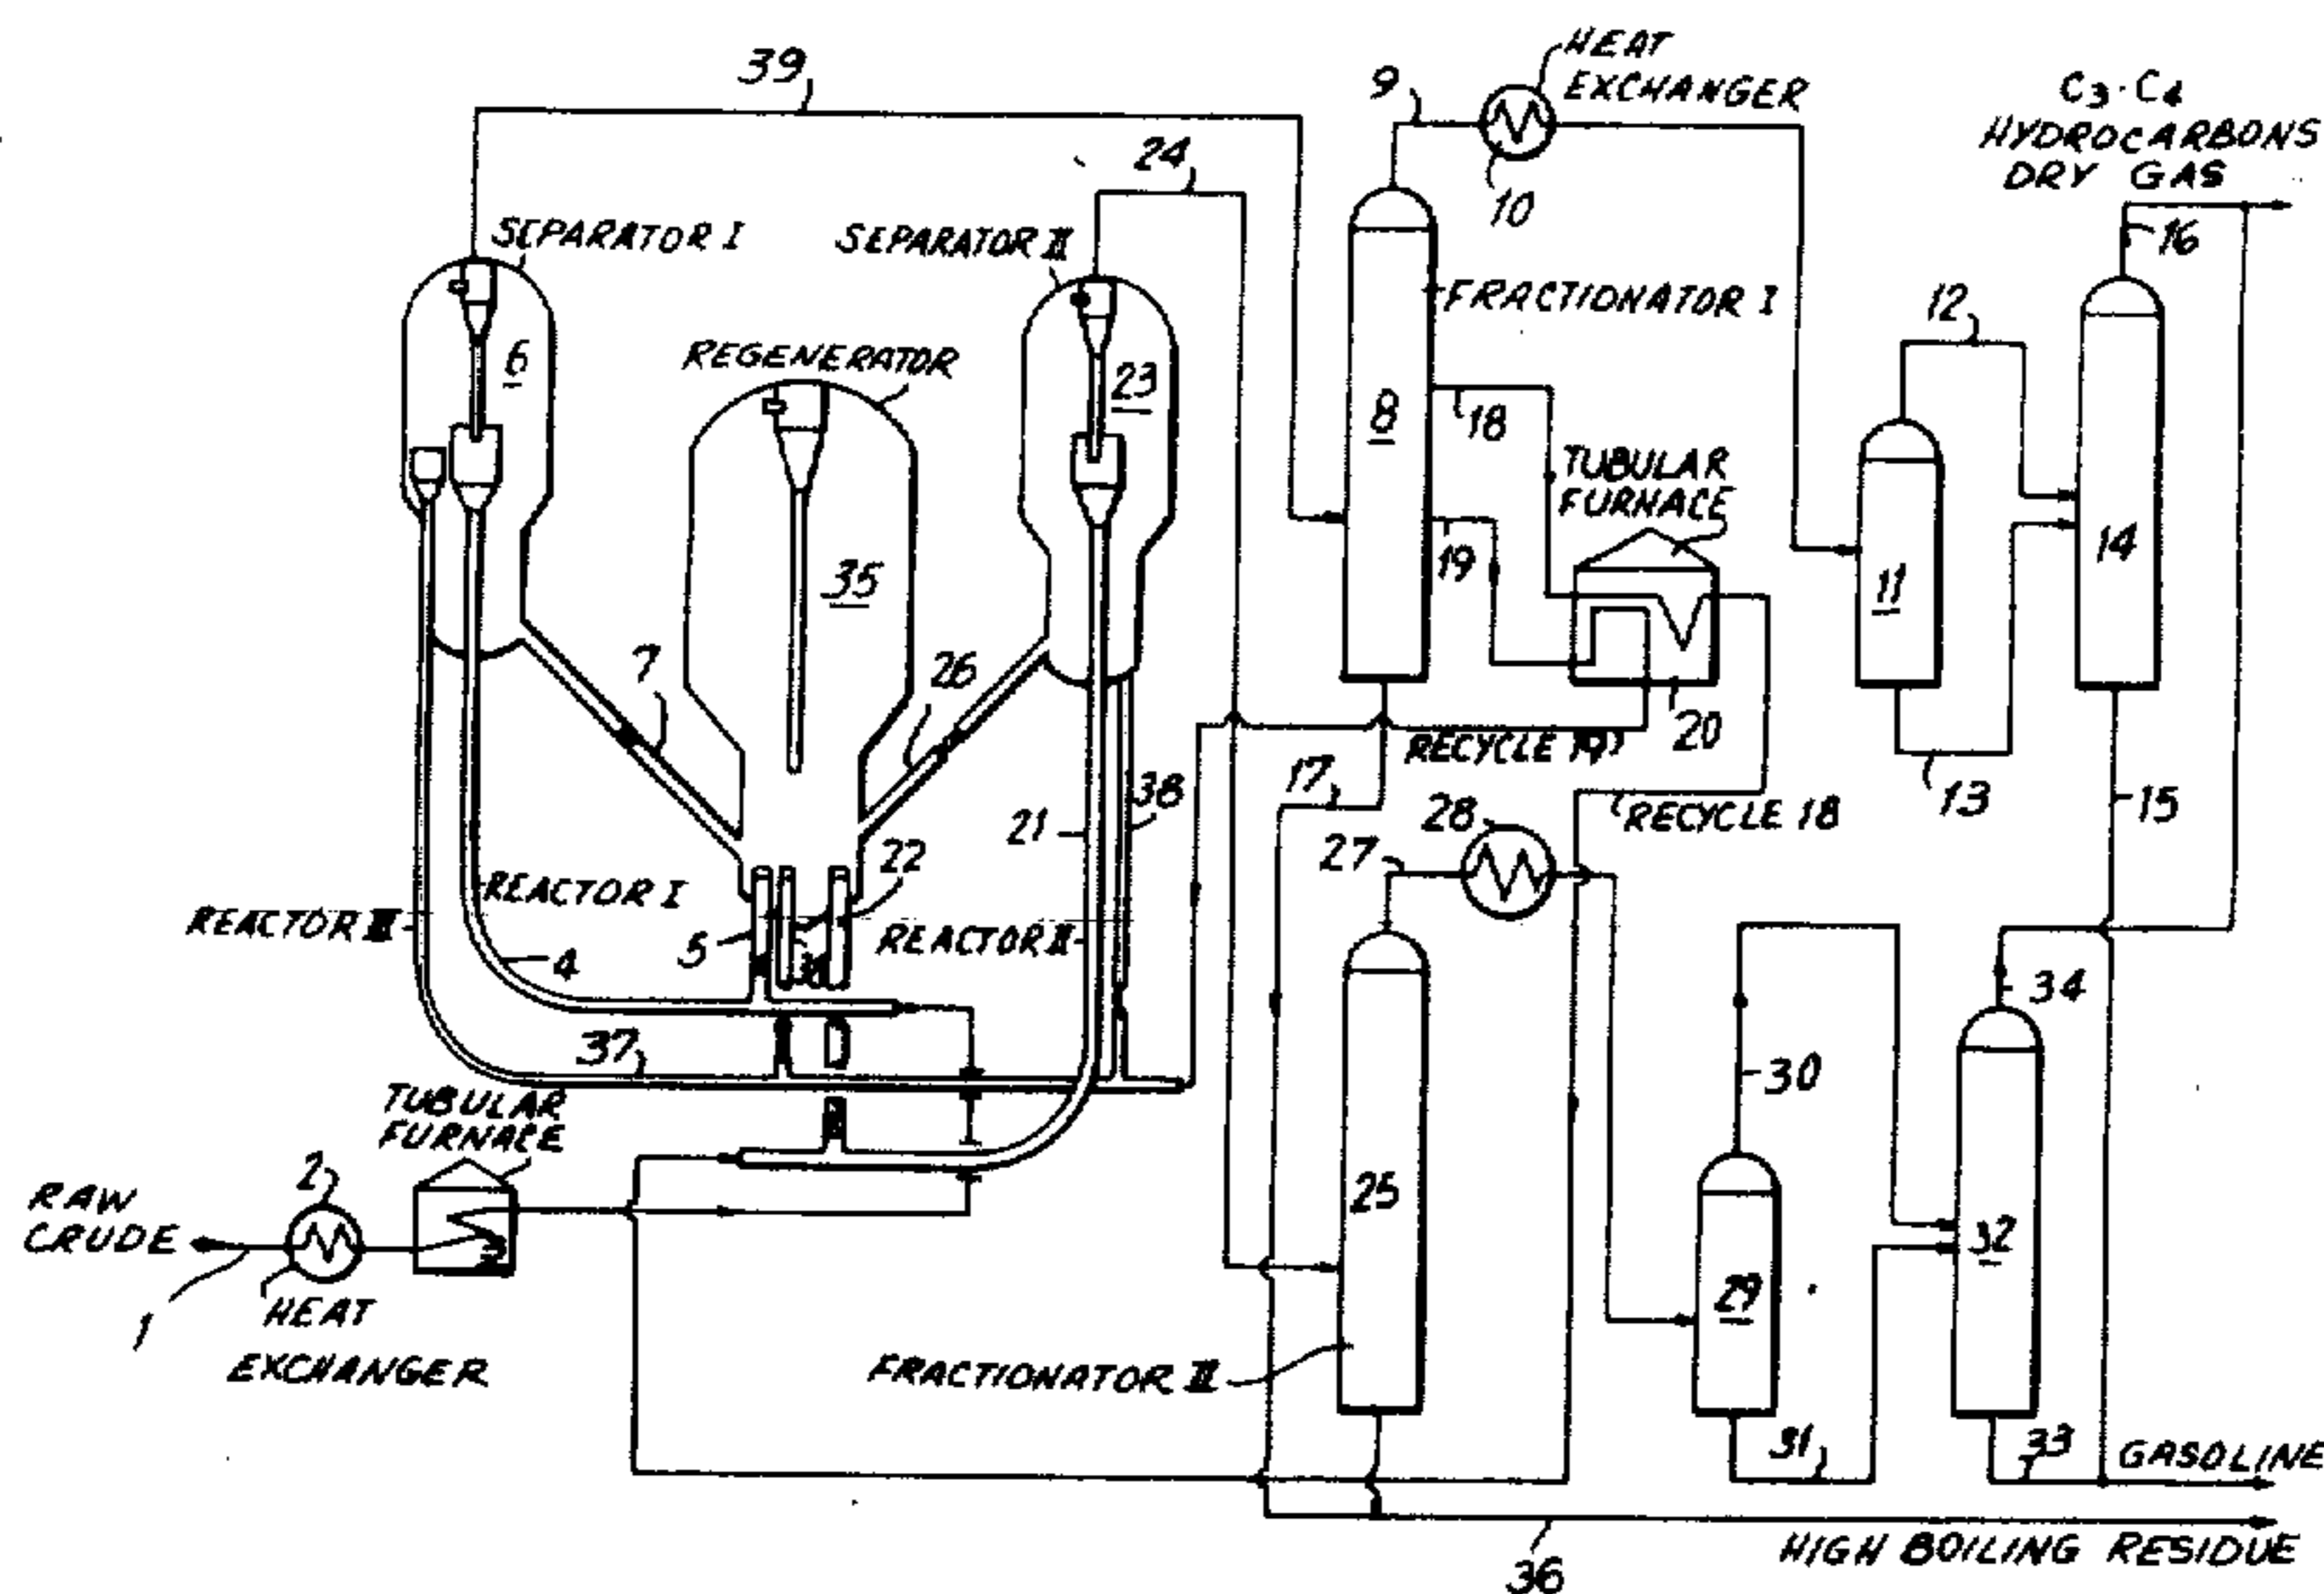 39
HEAT
EXCHANGER
9
10
C3·C4
HYDROCARBONS
DRY GAS
24
16
SEPARATOR I
SEPARATOR II
FRACTIONATOR I
12
REGENERATOR
6
23
8
18
TUBULAR
FURNACE
19
14
11
35
7
26
20
RECYCLE 19
17
38
13
15
RECYCLE 18
21
28
27
22
REACTOR I
REACTOR III
5
REACTOR II
4
34
37
30
TUBULAR
FURNACE
2
25
RAW
CRUDE
3
32
29
HEAT
EXCHANGER
1
FRACTIONATOR II
31
33
GASOLINE
HIGH BOILING RESIDUE
36